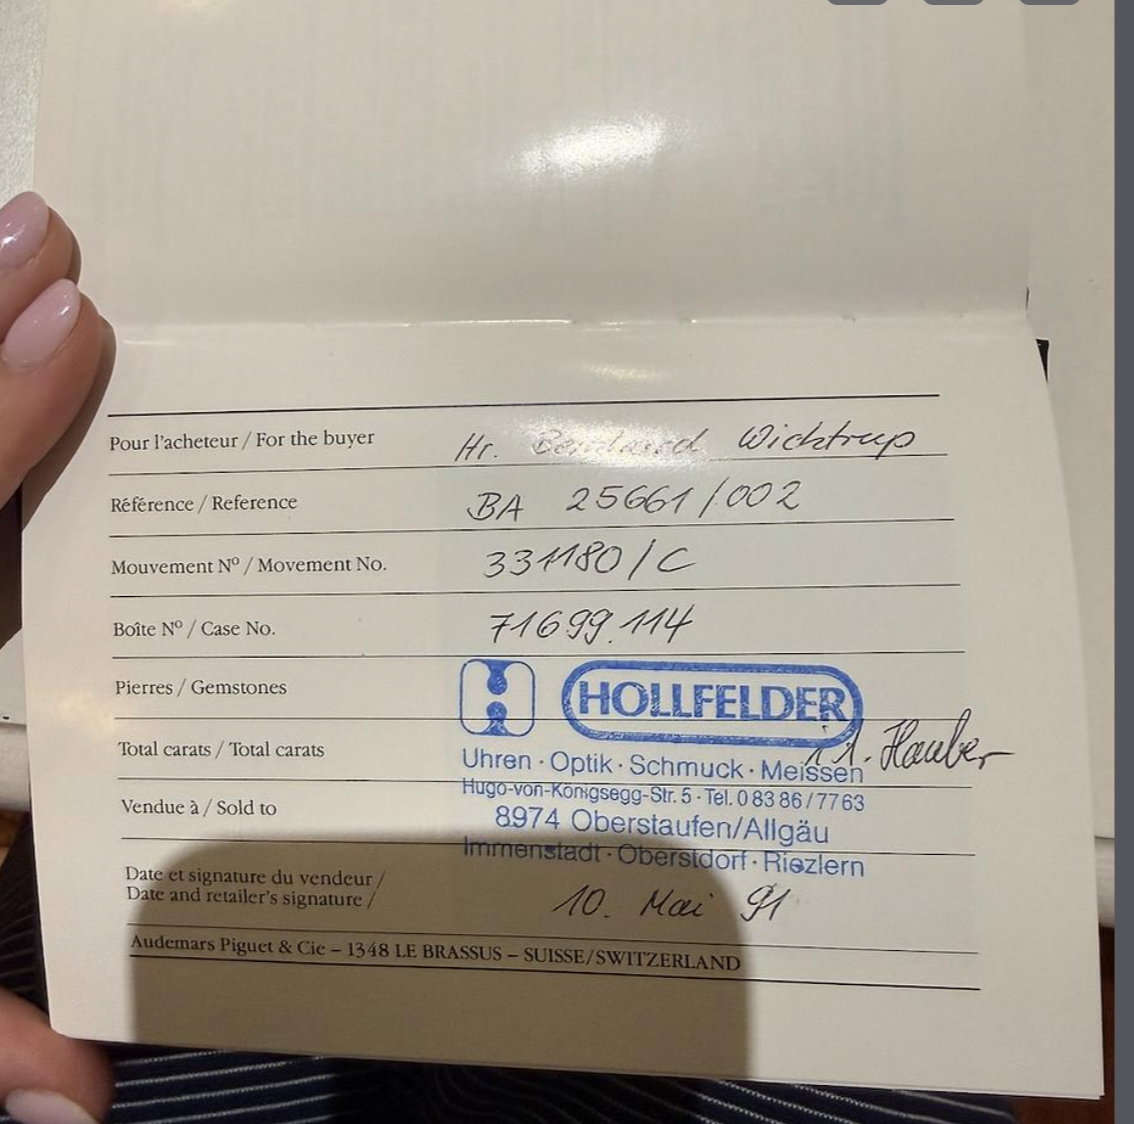 Pour l'acheteur / For the buyer Hr. Bernhard Wichtrup
Référence / Reference BA 25661/002
Mouvement Nº / Movement No. 331180/C
Boîte Nº / Case No. 71699.114
Pierres / Gemstones
HOLLFELDER
Total carats / Total carats
Uhren · Optik · Schmuck · Meissen
Hugo-von-Königsegg-Str. 5 · Tel. 0 83 86 / 77 63
Vendue à / Sold to
8974 Oberstaufen/Allgäu
Immenstadt · Oberstdorf · Riezlern
Date et signature du vendeur /
Date and retailer's signature / 10. Mai 91
Audemars Piguet & Cie – 1348 LE BRASSUS – SUISSE/SWITZERLAND